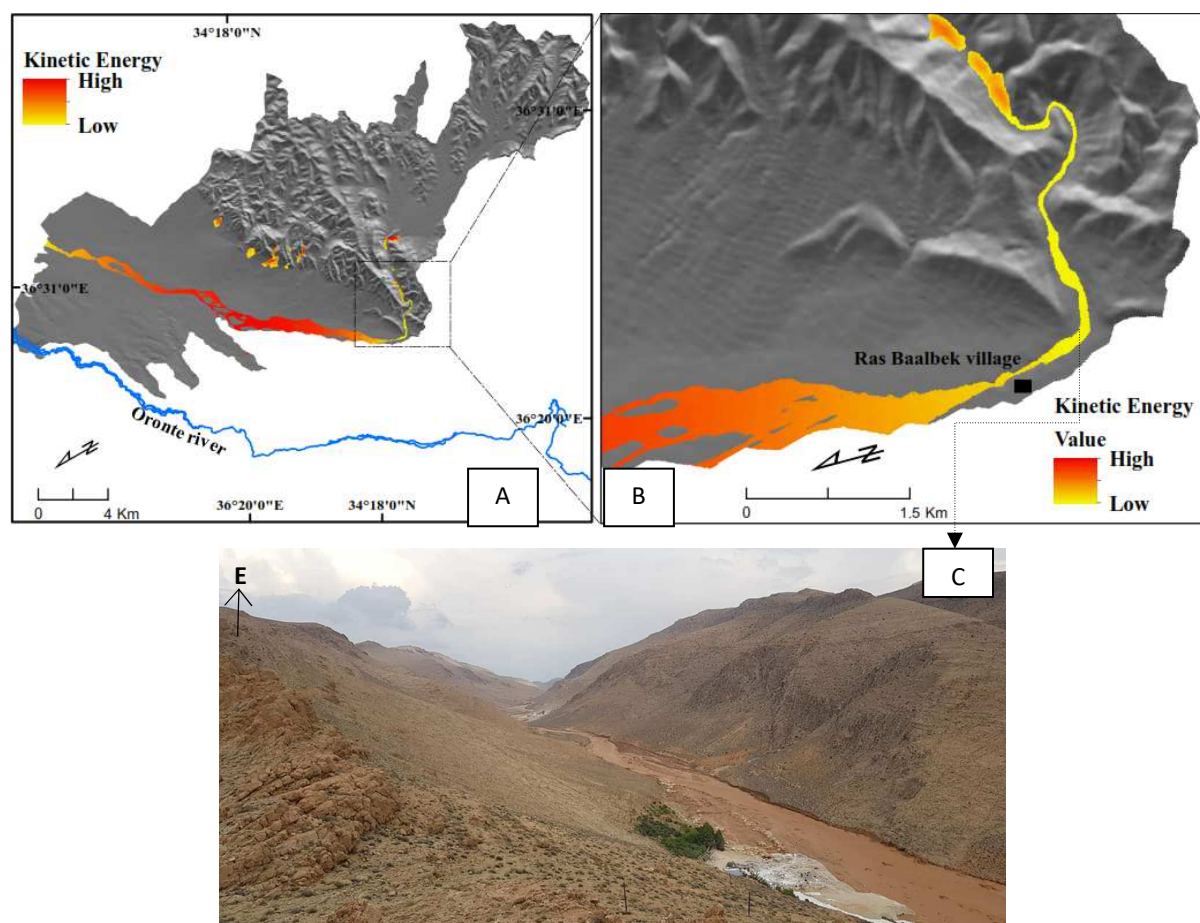 34°18'0"N
Kinetic Energy
High
Low
36°31'0"E
36°31'0"E
Oronte river
36°20'0"E
N
0 4 Km
36°20'0"E 34°18'0"N
A
Ras Baalbek village
Kinetic Energy
Value
High
Low
N
0 1.5 Km
B
C
E